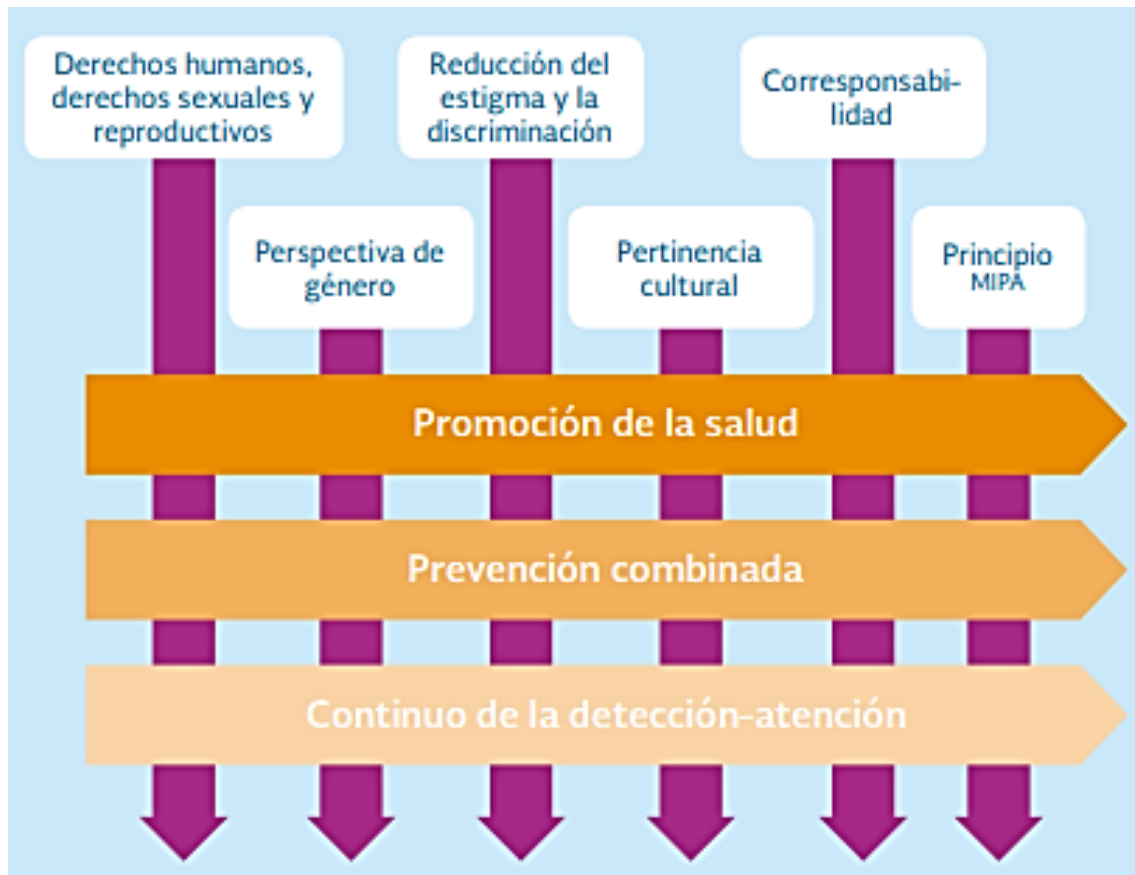 Derechos humanos,
derechos sexuales y
reproductivos
Reducción del
estigma y la
discriminación
Corresponsabi-
lidad
Perspectiva de
género
Pertinencia
cultural
Principio
MIPA
Promoción de la salud
Prevención combinada
Continuo de la detección-atención